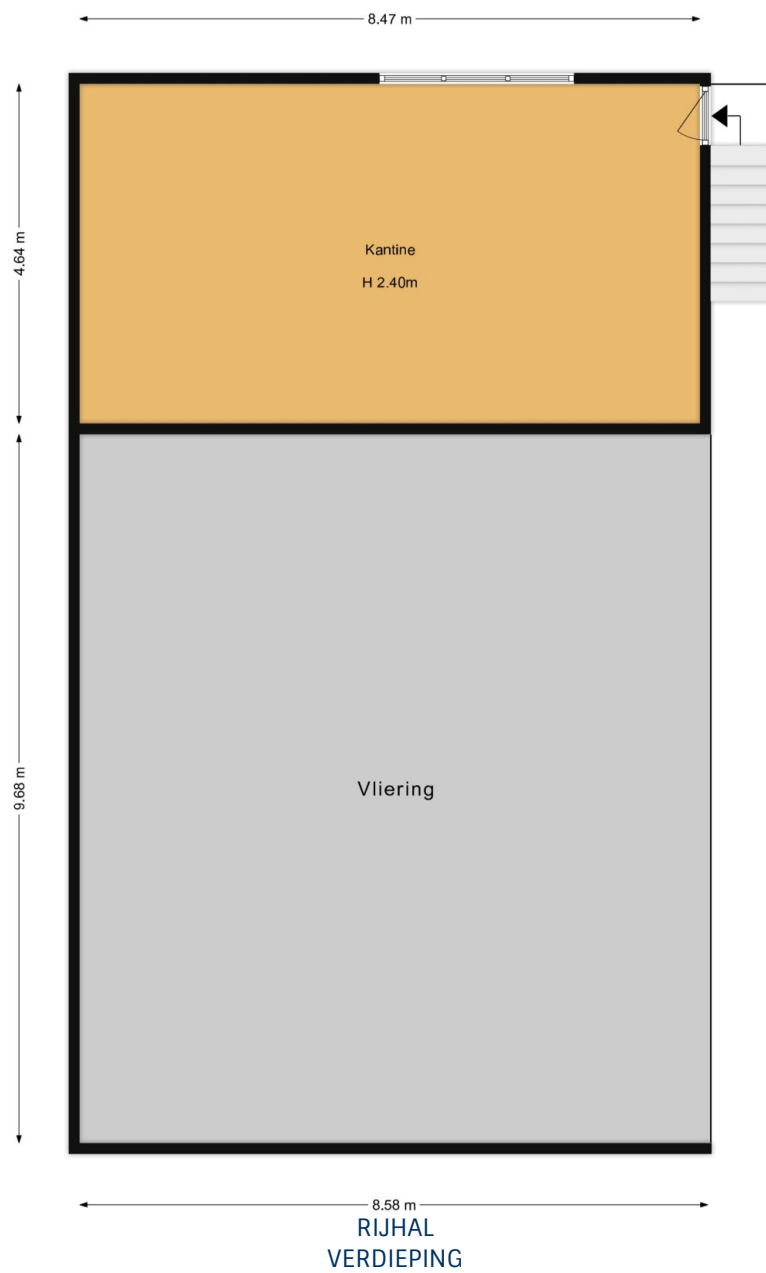 8.47 m
4.64 m
Kantine
H 2.40m
9.68 m
Vliering
8.58 m
RIJHAL
VERDIEPING